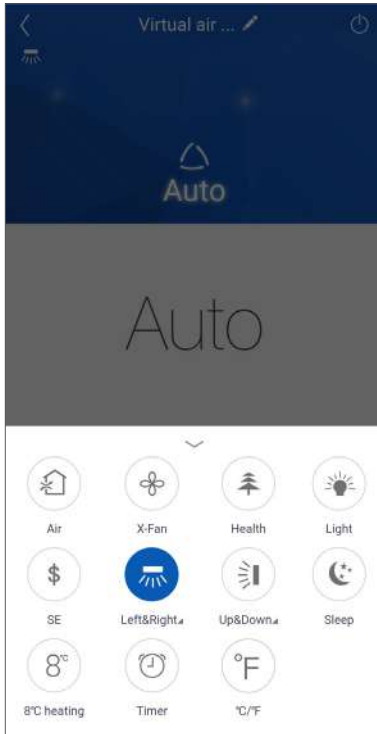 Virtual air ...
Auto
Auto
Air X-Fan Health Light
$
SE Left&Right Up&Down Sleep
8℃ °F
8℃ heating Timer ℃/℉